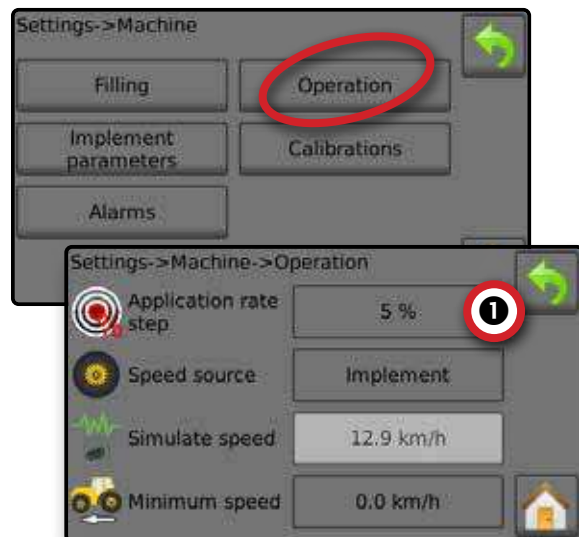 Settings->Machine
Filling
Operation
Implement
parameters
Calibrations
Alarms
Settings->Machine->Operation
Application rate
step
5 %
1
Speed source
Implement
Simulate speed
12.9 km/h
Minimum speed
0.0 km/h